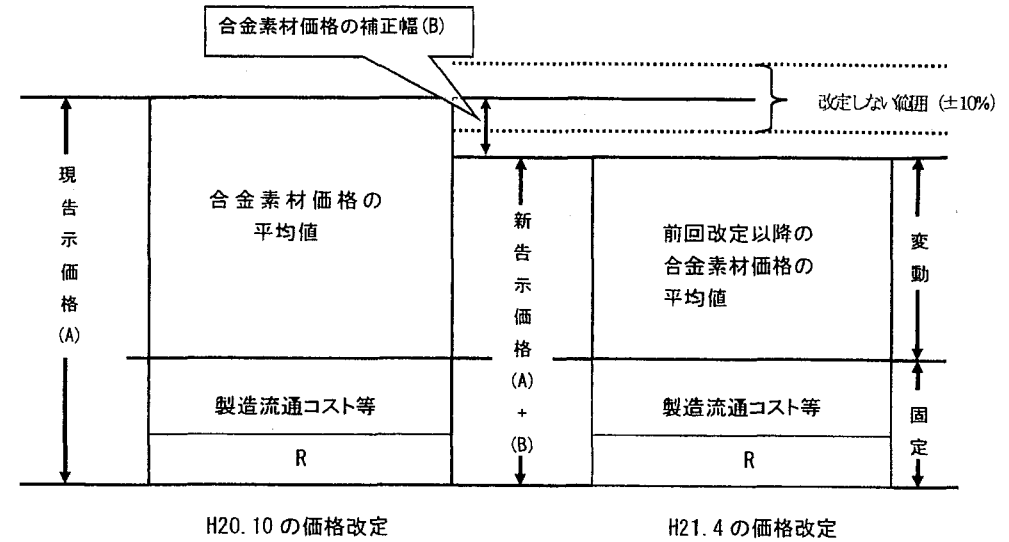 合金素材価格の補正幅(B)
改定しない範囲 (±10%)
現告示価格(A)
合金素材価格の
平均値
製造流通コスト等
R
新告示価格(A)+(B)
前回改定以降の
合金素材価格の
平均値
製造流通コスト等
R
変動
固定
H20.10の価格改定
H21.4の価格改定